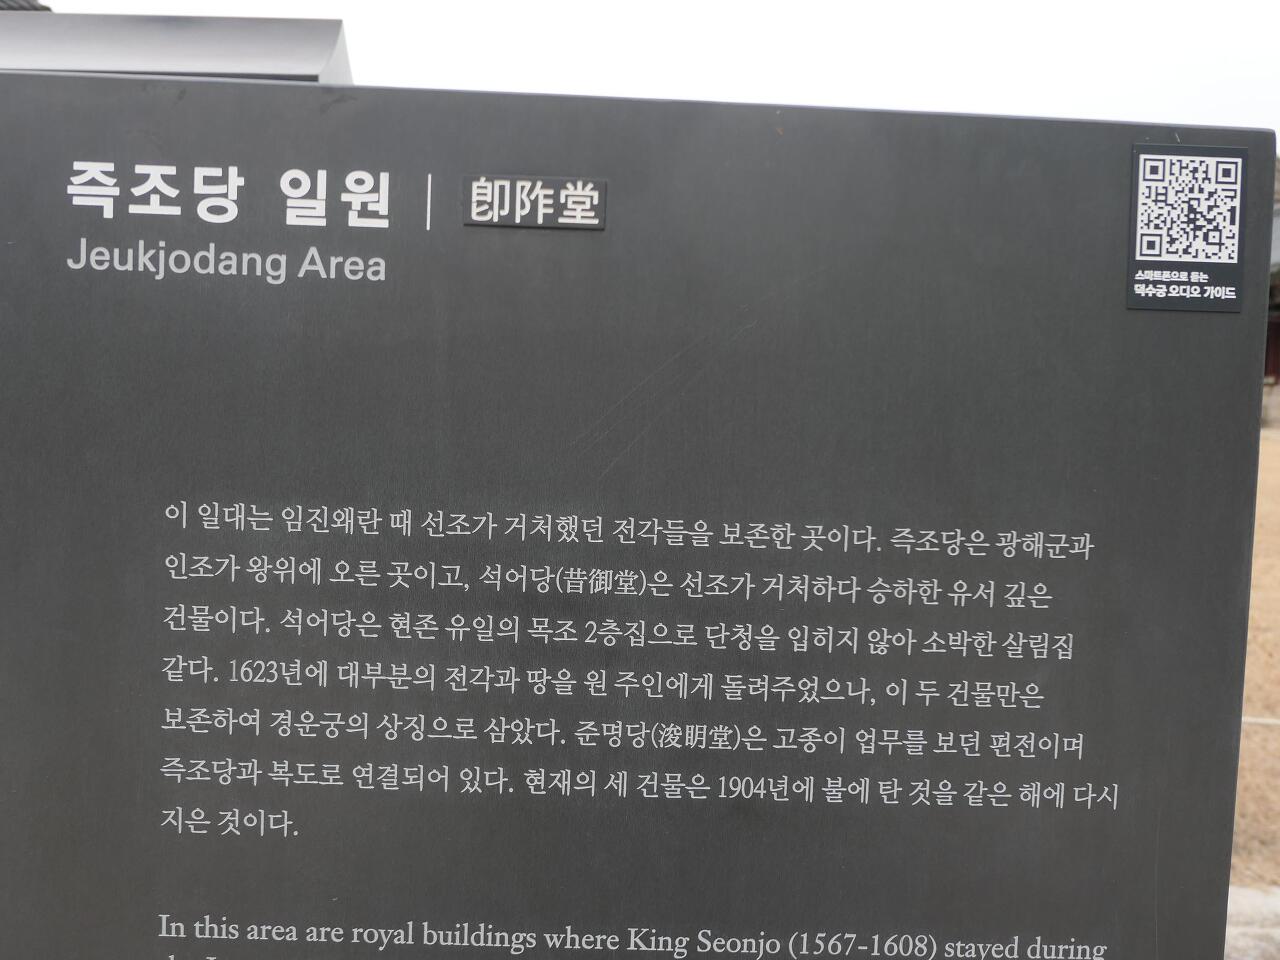 즉조당 일원 | 卽阼堂
Jeukjodang Area
스마트폰으로 듣는
덕수궁 오디오 가이드
이 일대는 임진왜란 때 선조가 거처했던 전각들을 보존한 곳이다. 즉조당은 광해군과
인조가 왕위에 오른 곳이고, 석어당(昔御堂)은 선조가 거처하다 승하한 유서 깊은
건물이다. 석어당은 현존 유일의 목조 2층집으로 단청을 입히지 않아 소박한 살림집
같다. 1623년에 대부분의 전각과 땅을 원 주인에게 돌려주었으나, 이 두 건물만은
보존하여 경운궁의 상징으로 삼았다. 준명당(浚眀堂)은 고종이 업무를 보던 편전이며
즉조당과 복도로 연결되어 있다. 현재의 세 건물은 1904년에 불에 탄 것을 같은 해에 다시
지은 것이다.
In this area are royal buildings where King Seonjo (1567-1608) stayed during